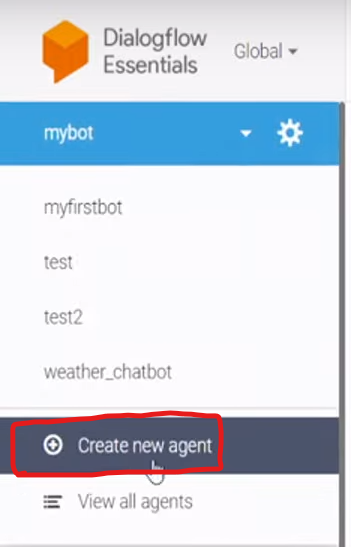 Dialogflow
Essentials
Global
mybot
myfirstbot
test
test2
weather_chatbot
Create new agent
View all agents